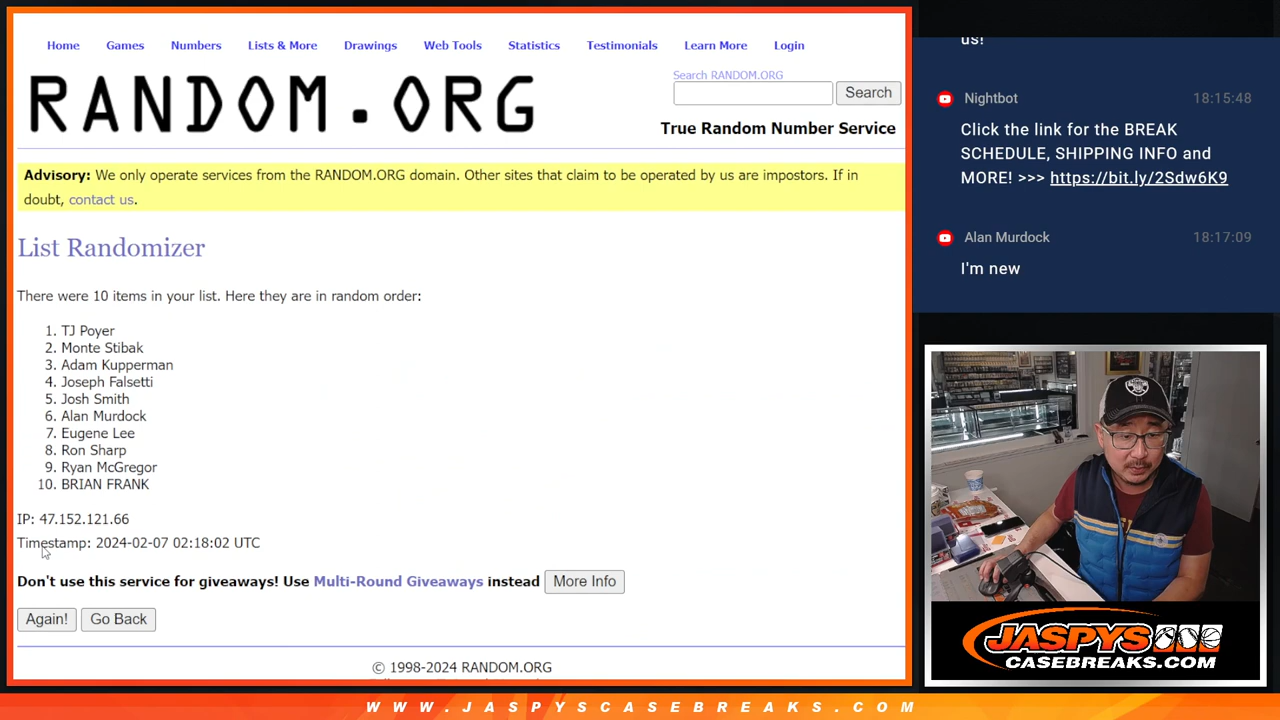 Home Games Numbers Lists & More Drawings Web Tools Statistics Testimonials Learn More Login
RANDOM.ORG
Search RANDOM.ORG
Search
True Random Number Service
Advisory: We only operate services from the RANDOM.ORG domain. Other sites that claim to be operated by us are impostors. If in
doubt, contact us.
List Randomizer
There were 10 items in your list. Here they are in random order:
1. TJ Poyer
2. Monte Stibak
3. Adam Kupperman
4. Joseph Falsetti
5. Josh Smith
6. Alan Murdock
7. Eugene Lee
8. Ron Sharp
9. Ryan McGregor
10. BRIAN FRANK
IP: 47.152.121.66
Timestamp: 2024-02-07 02:18:02 UTC
Don't use this service for giveaways! Use Multi-Round Giveaways instead More Info
Again! Go Back
© 1998-2024 RANDOM.ORG
us!
Nightbot 18:15:48
Click the link for the BREAK
SCHEDULE, SHIPPING INFO and
MORE! >>> https://bit.ly/2Sdw6K9
Alan Murdock 18:17:09
I'm new
JASPYS
CASEBREAKS.COM
WWW.JASPYSCASEBREAKS.COM